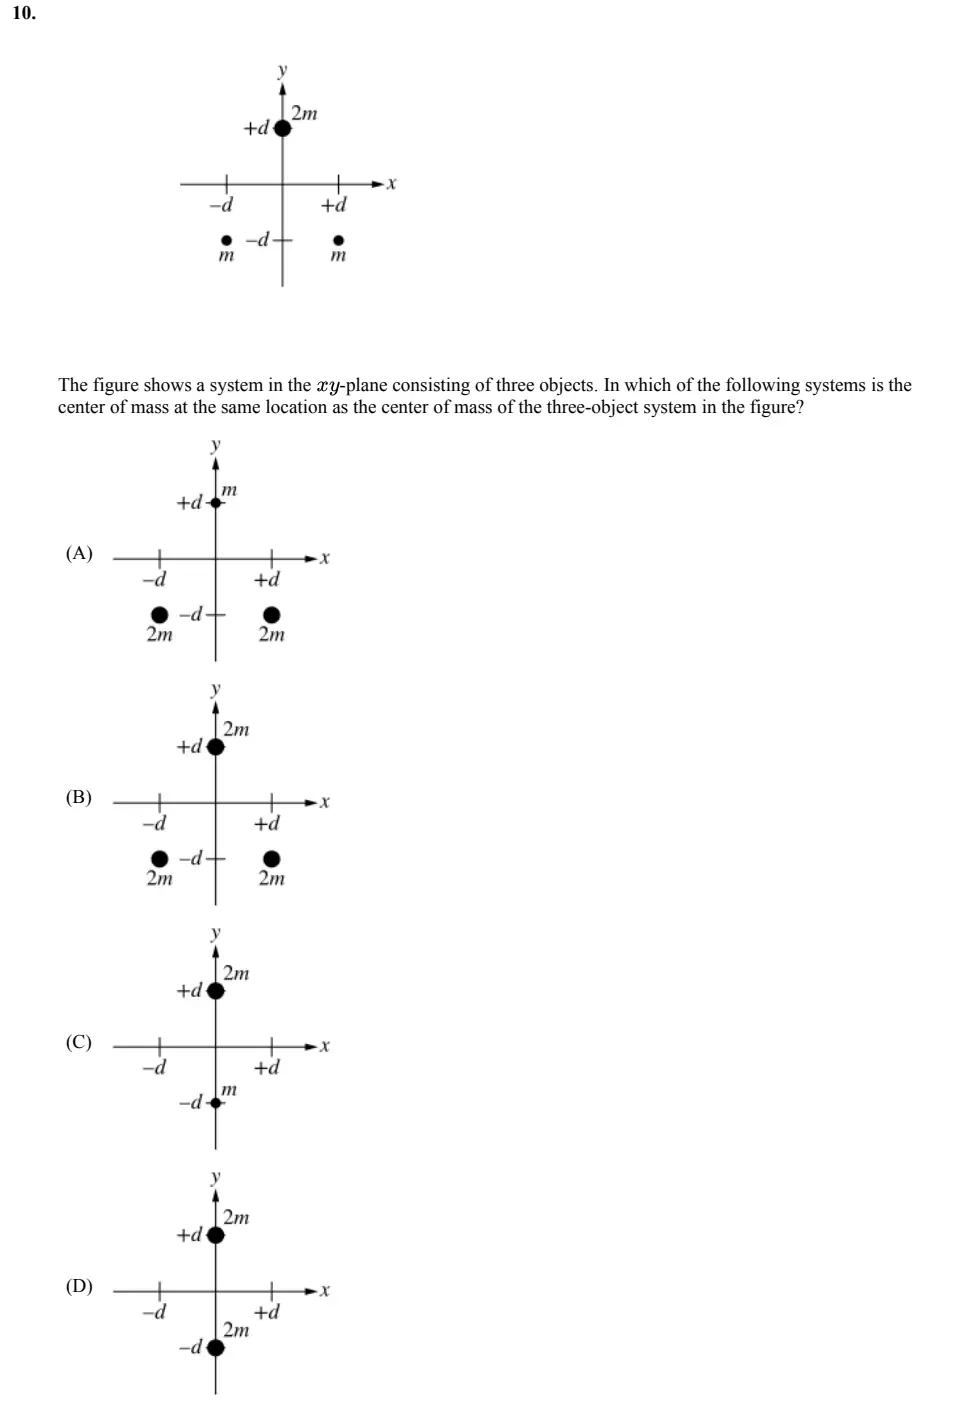 10.
y
2m
+d
x
-d
+d
-d
m
m
The figure shows a system in the xy-plane consisting of three objects. In which of the following systems is the
center of mass at the same location as the center of mass of the three-object system in the figure?
y
m
+d
(A)
x
-d
+d
-d
2m
2m
y
2m
+d
(B)
x
-d
+d
-d
2m
2m
y
2m
+d
(C)
x
-d
+d
m
-d
y
2m
+d
(D)
x
-d
+d
2m
-d